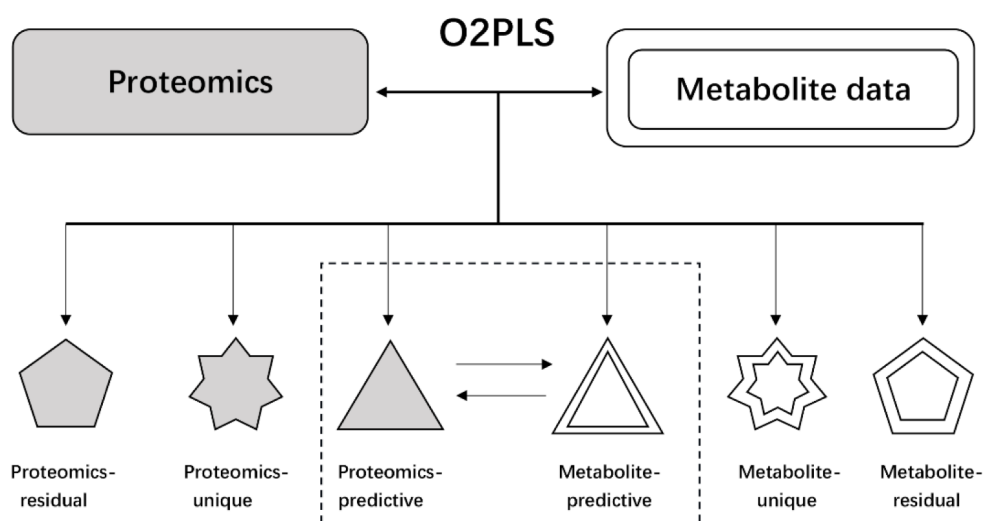 O2PLS
Proteomics
Metabolite data
Proteomics-
residual
Proteomics-
unique
Proteomics-
predictive
Metabolite-
predictive
Metabolite-
unique
Metabolite-
residual